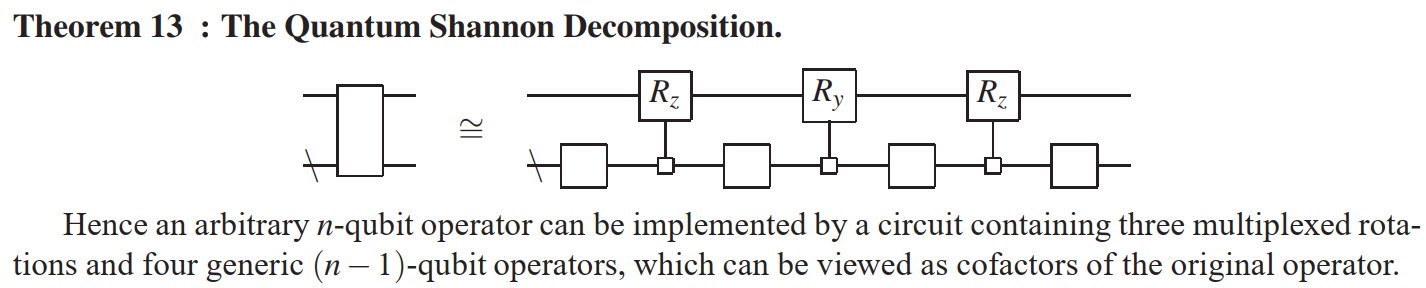 Theorem 13 : The Quantum Shannon Decomposition.
R_z R_y R_z
≅
Hence an arbitrary n-qubit operator can be implemented by a circuit containing three multiplexed rota-
tions and four generic (n − 1)-qubit operators, which can be viewed as cofactors of the original operator.